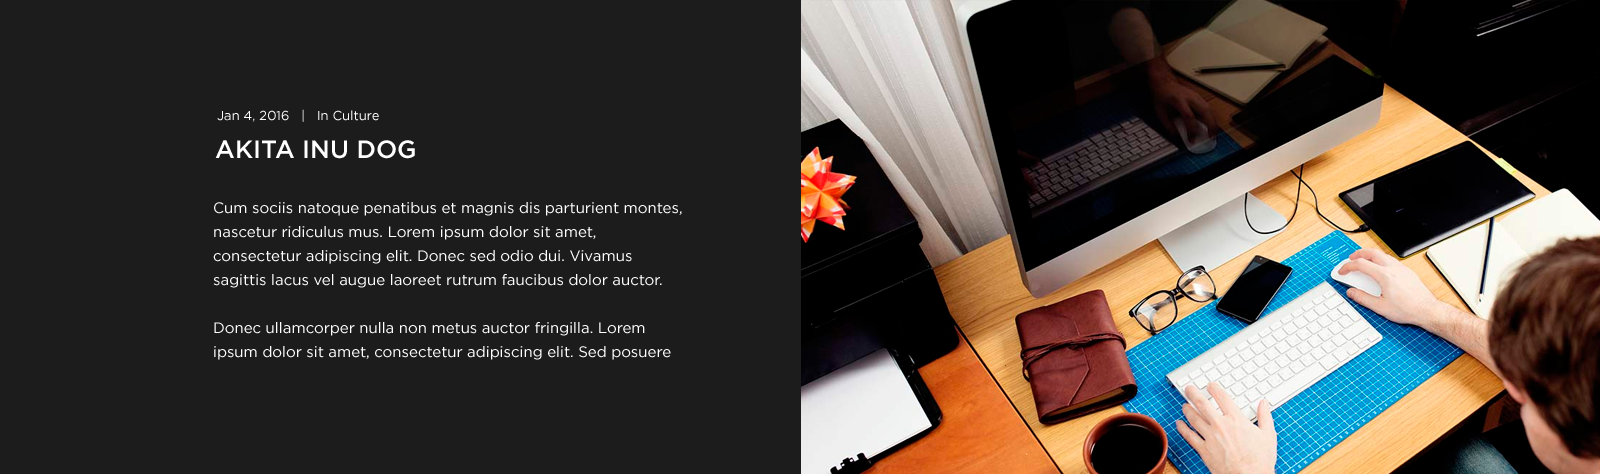 Jan 4, 2016 | In Culture
AKITA INU DOG
Cum sociis natoque penatibus et magnis dis parturient montes,
nascetur ridiculus mus. Lorem ipsum dolor sit amet,
consectetur adipiscing elit. Donec sed odio dui. Vivamus
sagittis lacus vel augue laoreet rutrum faucibus dolor auctor.
Donec ullamcorper nulla non metus auctor fringilla. Lorem
ipsum dolor sit amet, consectetur adipiscing elit. Sed posuere